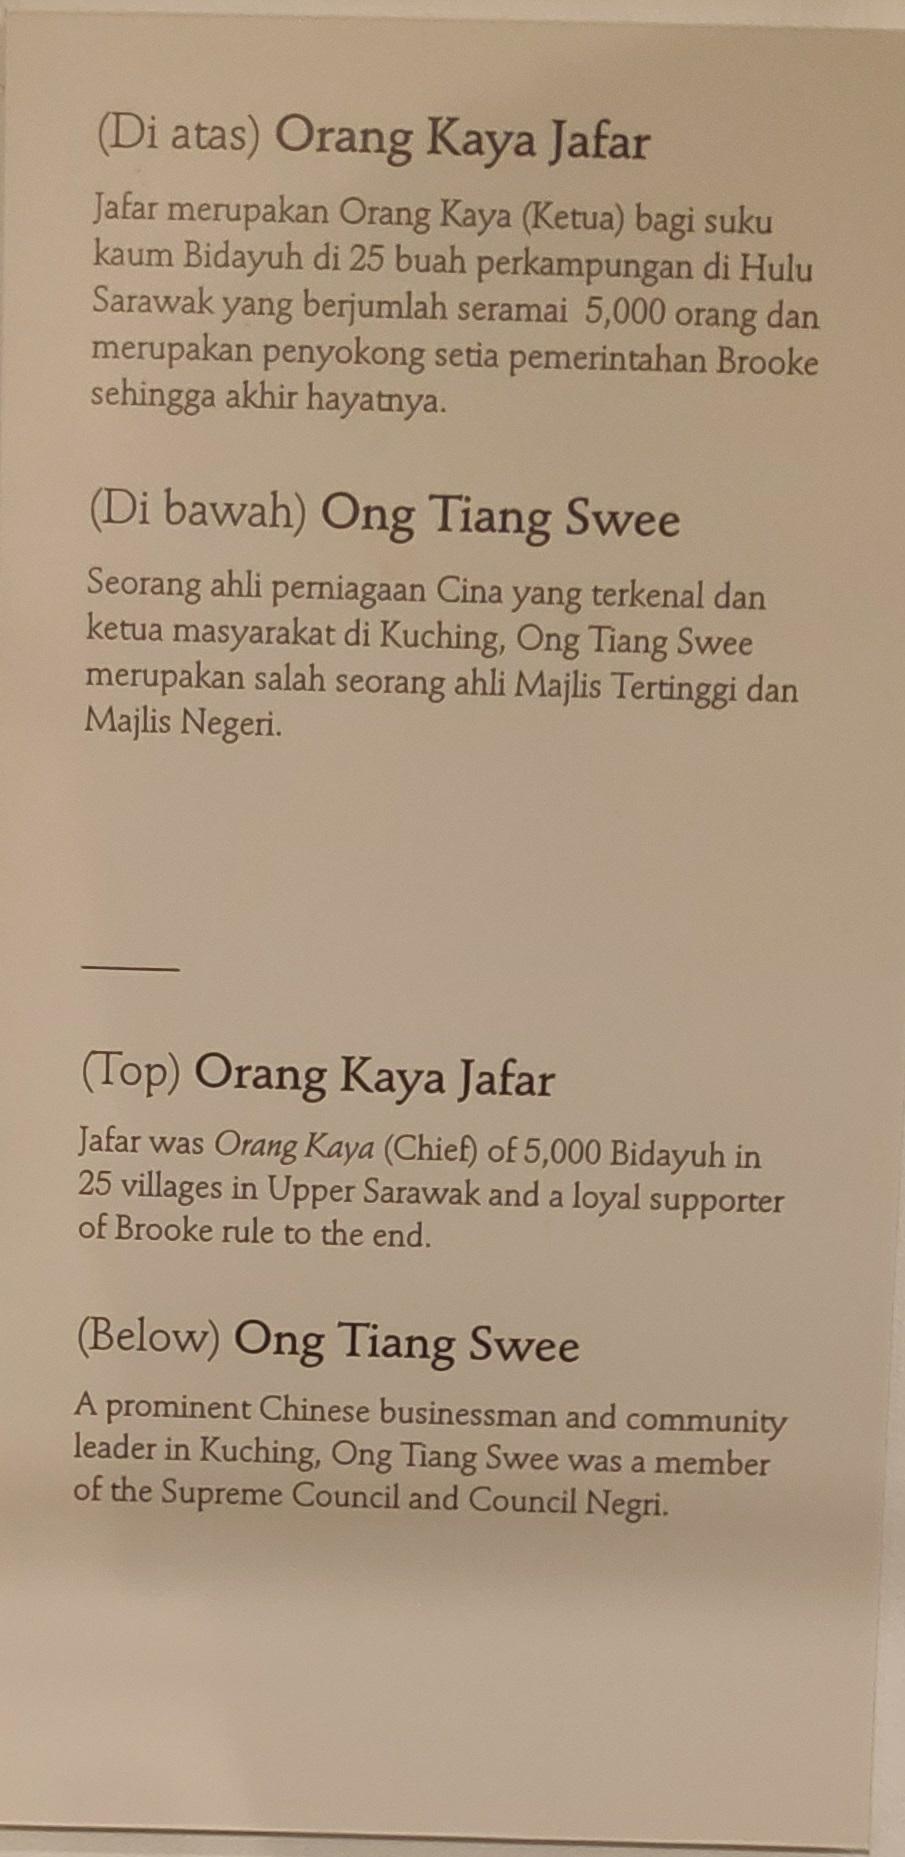 (Di atas) Orang Kaya Jafar
Jafar merupakan Orang Kaya (Ketua) bagi suku
kaum Bidayuh di 25 buah perkampungan di Hulu
Sarawak yang berjumlah seramai 5,000 orang dan
merupakan penyokong setia pemerintahan Brooke
sehingga akhir hayatnya.
(Di bawah) Ong Tiang Swee
Seorang ahli perniagaan Cina yang terkenal dan
ketua masyarakat di Kuching, Ong Tiang Swee
merupakan salah seorang ahli Majlis Tertinggi dan
Majlis Negeri.
(Top) Orang Kaya Jafar
Jafar was Orang Kaya (Chief) of 5,000 Bidayuh in
25 villages in Upper Sarawak and a loyal supporter
of Brooke rule to the end.
(Below) Ong Tiang Swee
A prominent Chinese businessman and community
leader in Kuching, Ong Tiang Swee was a member
of the Supreme Council and Council Negri.